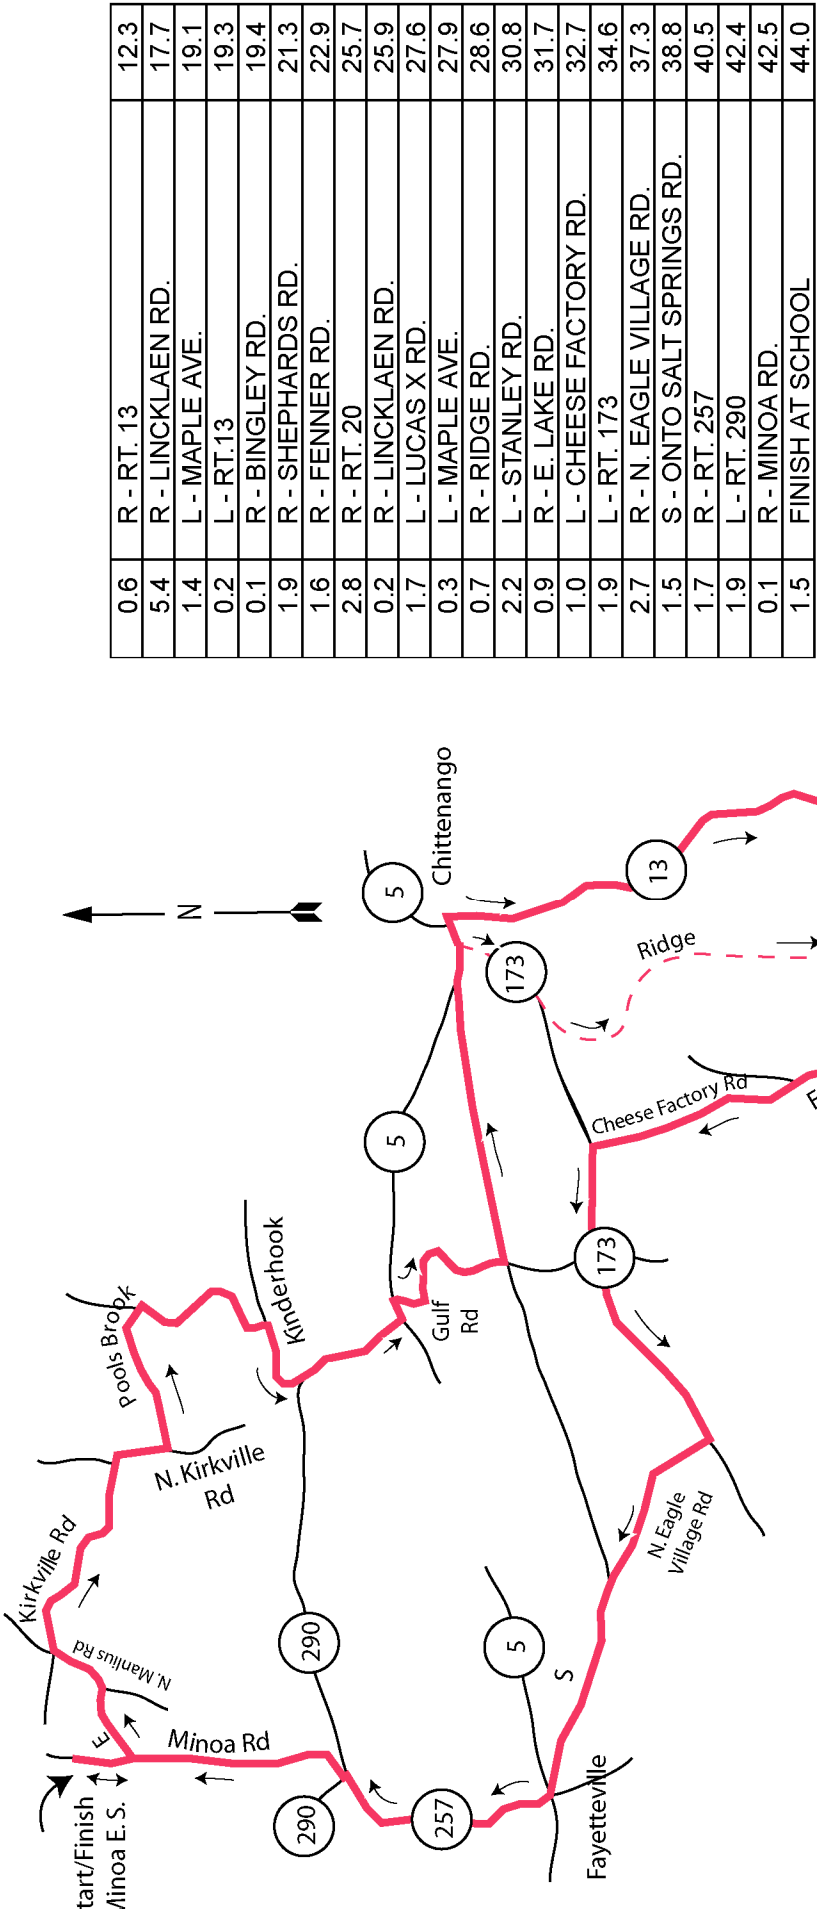 0.6 R - RT. 13 12.3
5.4 R - LINCKLAEN RD. 17.7
1.4 L - MAPLE AVE. 19.1
0.2 L - RT.13 19.3
0.1 R - BINGLEY RD. 19.4
1.9 R - SHEPHARDS RD. 21.3
1.6 R - FENNER RD. 22.9
2.8 R - RT. 20 25.7
0.2 R - LINCKLAEN RD. 25.9
1.7 L - LUCAS X RD. 27.6
0.3 L - MAPLE AVE. 27.9
0.7 R - RIDGE RD. 28.6
2.2 L - STANLEY RD. 30.8
0.9 R - E. LAKE RD. 31.7
1.0 L - CHEESE FACTORY RD. 32.7
1.9 L - RT. 173 34.6
2.7 R - N. EAGLE VILLAGE RD. 37.3
1.5 S - ONTO SALT SPRINGS RD. 38.8
1.7 R - RT. 257 40.5
1.9 L - RT. 290 42.4
0.1 R - MINOA RD. 42.5
1.5 FINISH AT SCHOOL 44.0
tart/Finish
Minoa E. S.
E
N. Manlius Rd
Kirkville Rd
Minoa Rd
N. Kirkville
Rd
Pools Brook
Kinderhook
N
290
290
257
5
5
5
Gulf
Rd
Chittenango
173
173
13
Ridge
Cheese Factory Rd
N. Eagle
Village Rd
S
Fayetteville